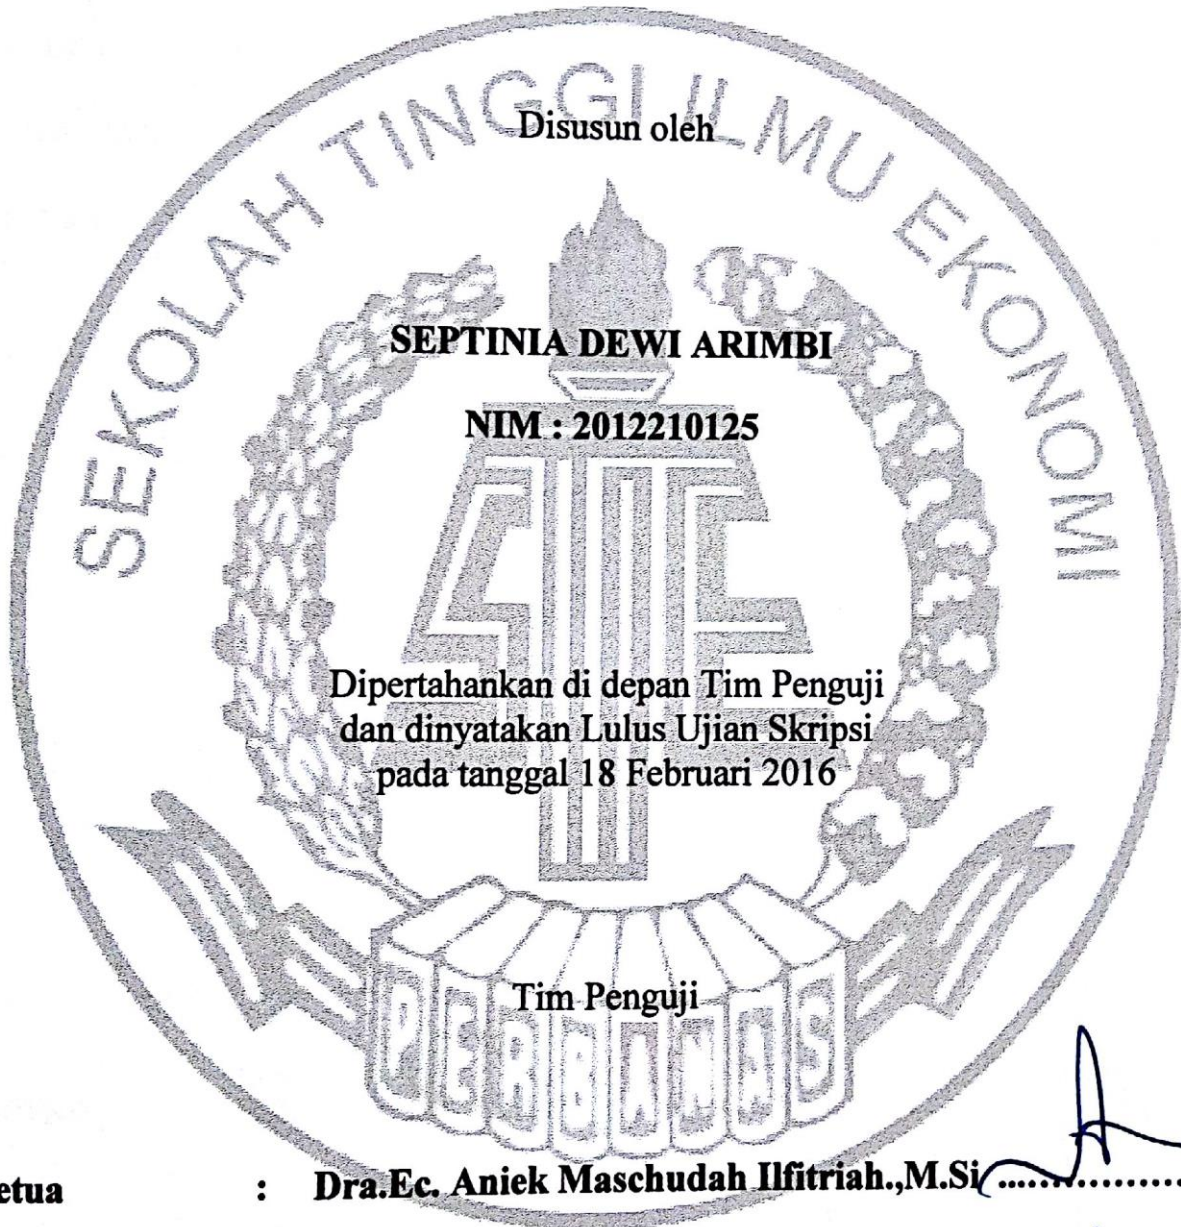 SEKOLAH TINGGI ILMU EKONOMI
Disusun oleh
SEPTINIA DEWI ARIMBI
NIM : 2012210125
Dipertahankan di depan Tim Penguji
dan dinyatakan Lulus Ujian Skripsi
pada tanggal 18 Februari 2016
Tim Penguji
PERBANAS
etua : Dra.Ec. Aniek Maschudah Ilfitriah.,M.Si ....................